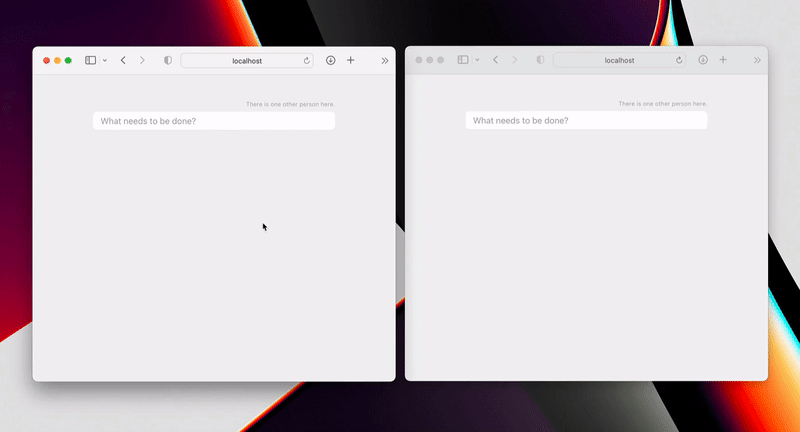 localhost
There is one other person here.
What needs to be done?
localhost
There is one other person here.
What needs to be done?